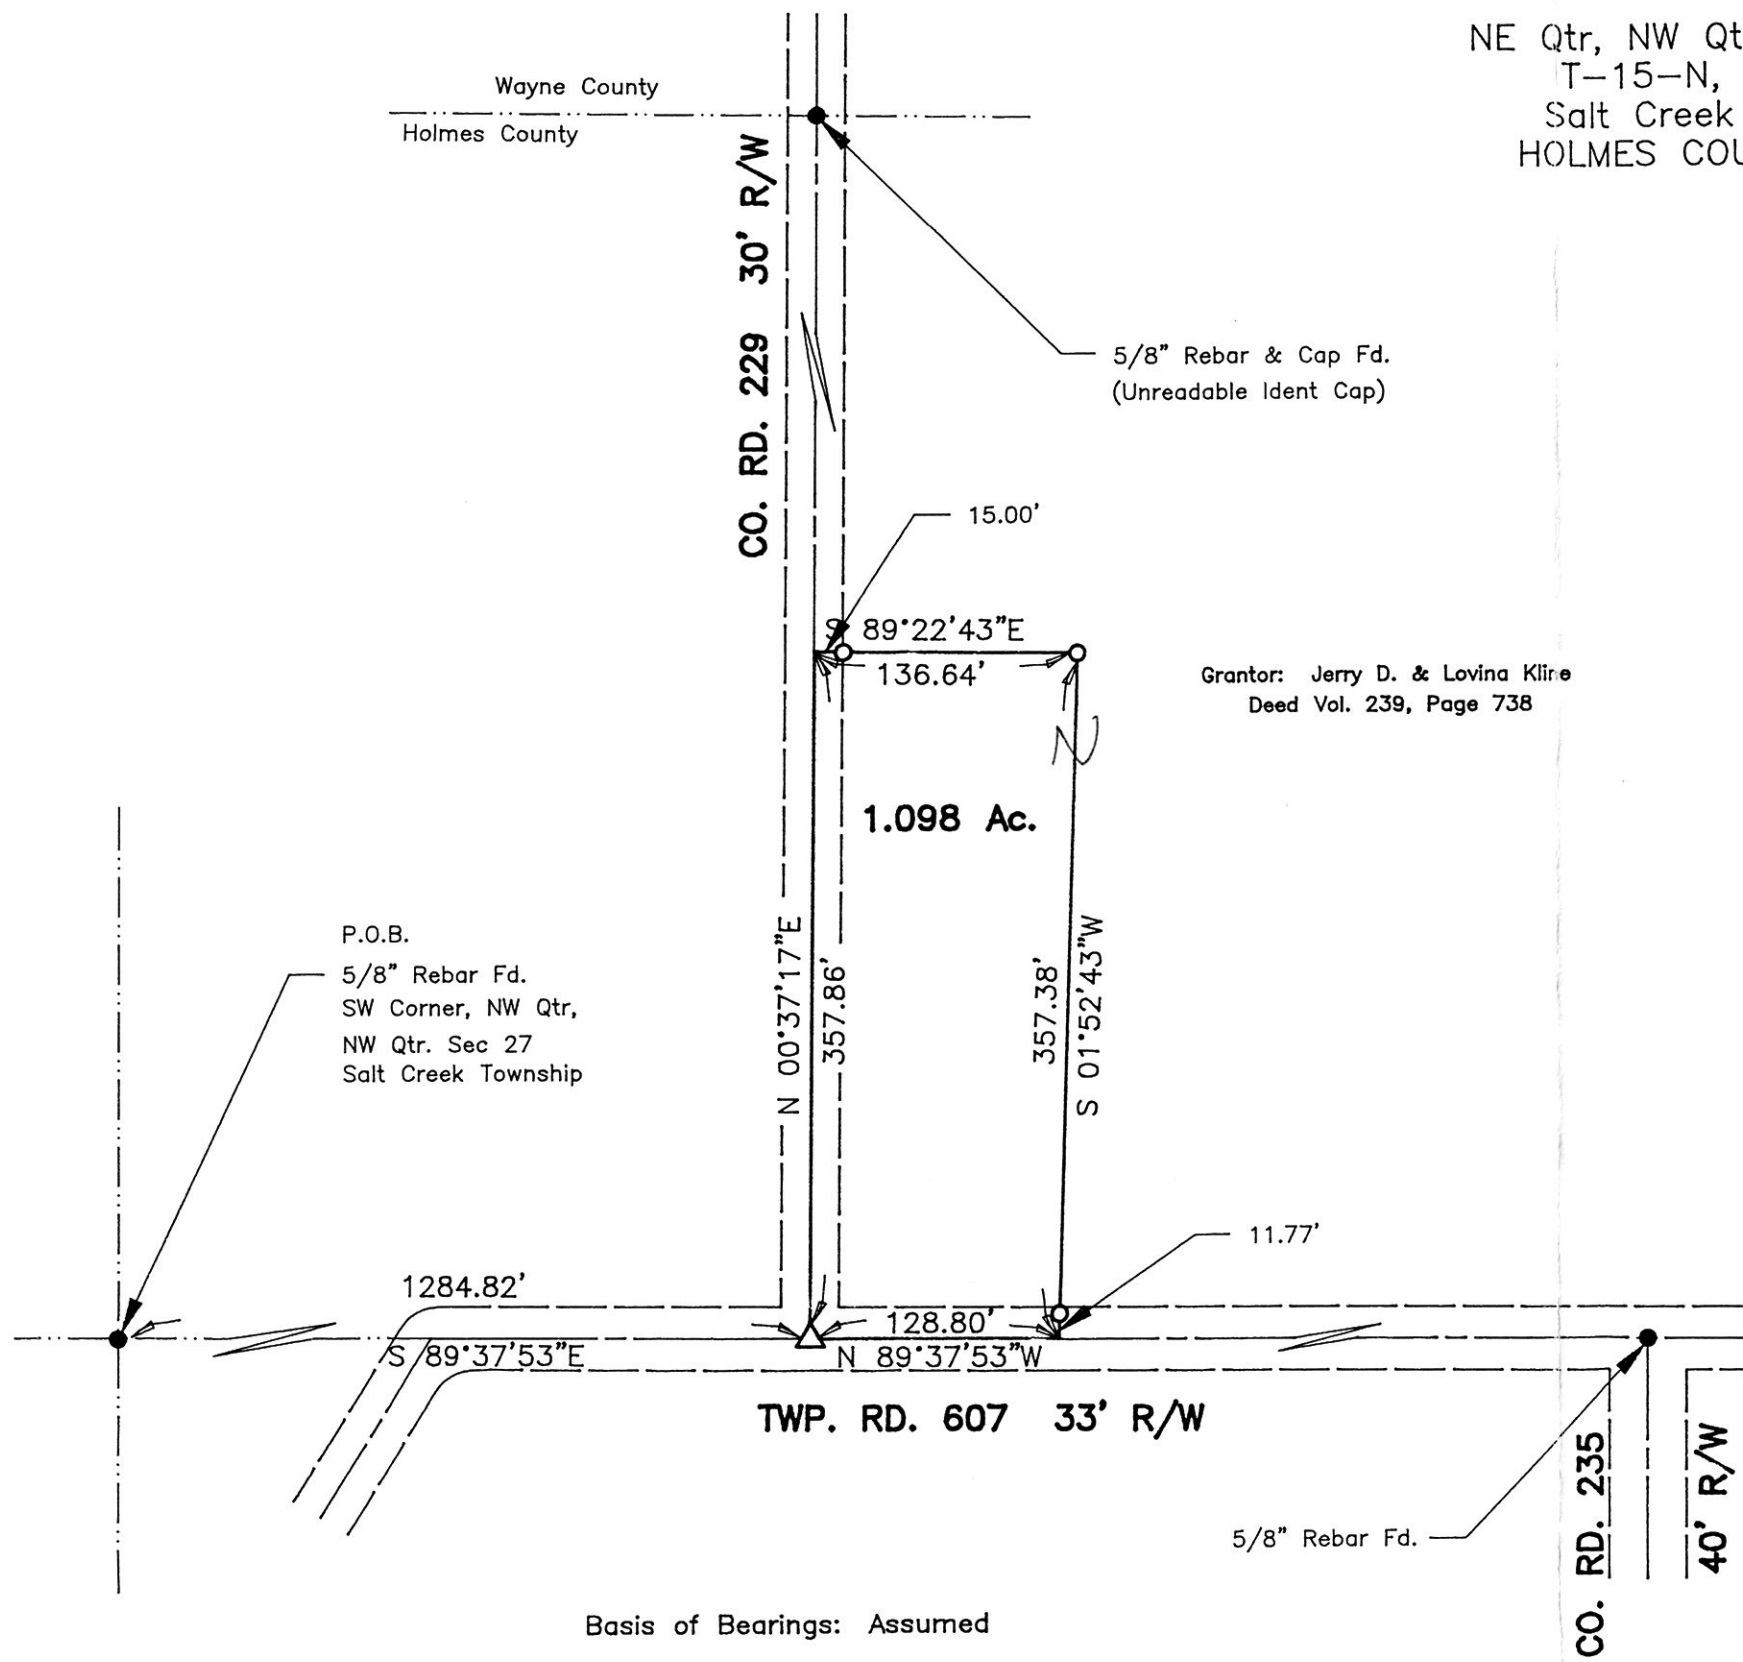 NE Qtr, NW Qt
T-15-N,
Salt Creek
HOLMES COU
Wayne County
Holmes County
CO. RD. 229 30' R/W
5/8" Rebar & Cap Fd.
(Unreadable Ident Cap)
15.00'
S 89°22'43"E
136.64'
Grantor: Jerry D. & Lovina Kline
Deed Vol. 239, Page 738
1.098 Ac.
N 00°37'17"E
357.86'
357.38'
S 01°52'43"W
P.O.B.
5/8" Rebar Fd.
SW Corner, NW Qtr,
NW Qtr. Sec 27
Salt Creek Township
11.77'
1284.82'
128.80'
S 89°37'53"E
N 89°37'53"W
TWP. RD. 607 33' R/W
5/8" Rebar Fd.
CO. RD. 235
40' R/W
Basis of Bearings: Assumed